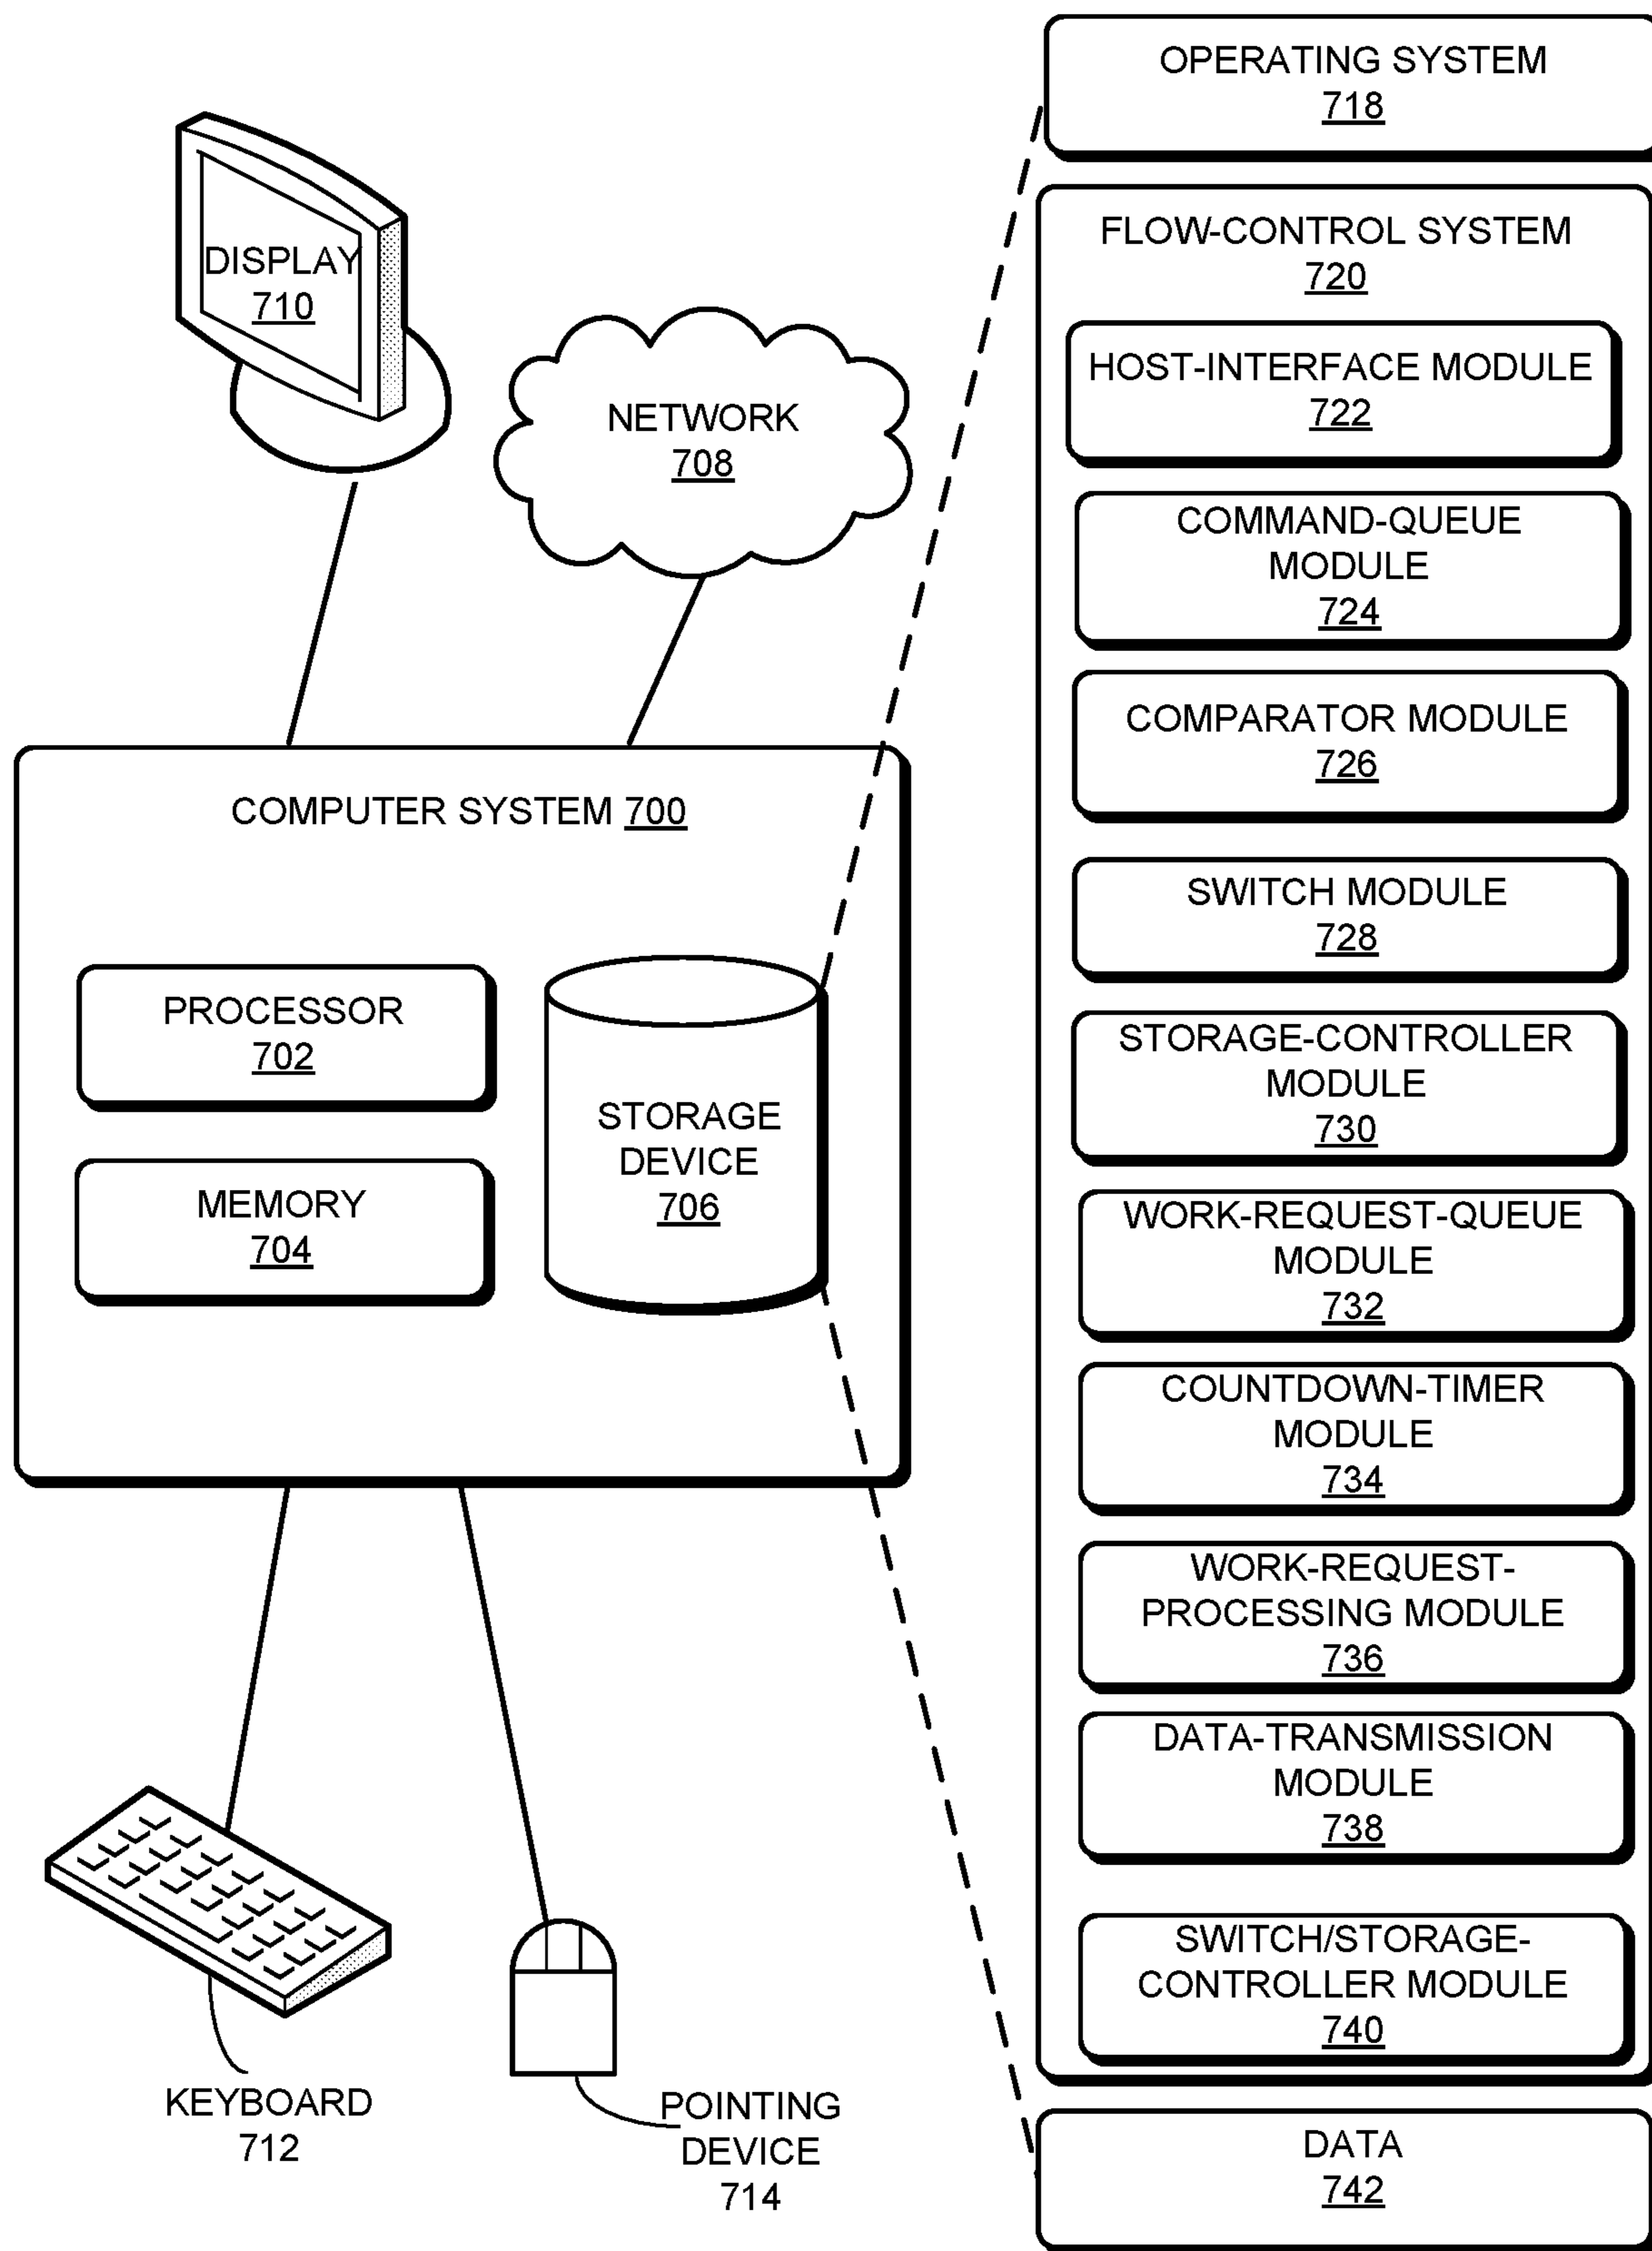 DISPLAY
710
NETWORK
708
COMPUTER SYSTEM 700
PROCESSOR
702
MEMORY
704
STORAGE
DEVICE
706
KEYBOARD
712
POINTING
DEVICE
714
OPERATING SYSTEM
718
FLOW-CONTROL SYSTEM
720
HOST-INTERFACE MODULE
722
COMMAND-QUEUE
MODULE
724
COMPARATOR MODULE
726
SWITCH MODULE
728
STORAGE-CONTROLLER
MODULE
730
WORK-REQUEST-QUEUE
MODULE
732
COUNTDOWN-TIMER
MODULE
734
WORK-REQUEST-
PROCESSING MODULE
736
DATA-TRANSMISSION
MODULE
738
SWITCH/STORAGE-
CONTROLLER MODULE
740
DATA
742